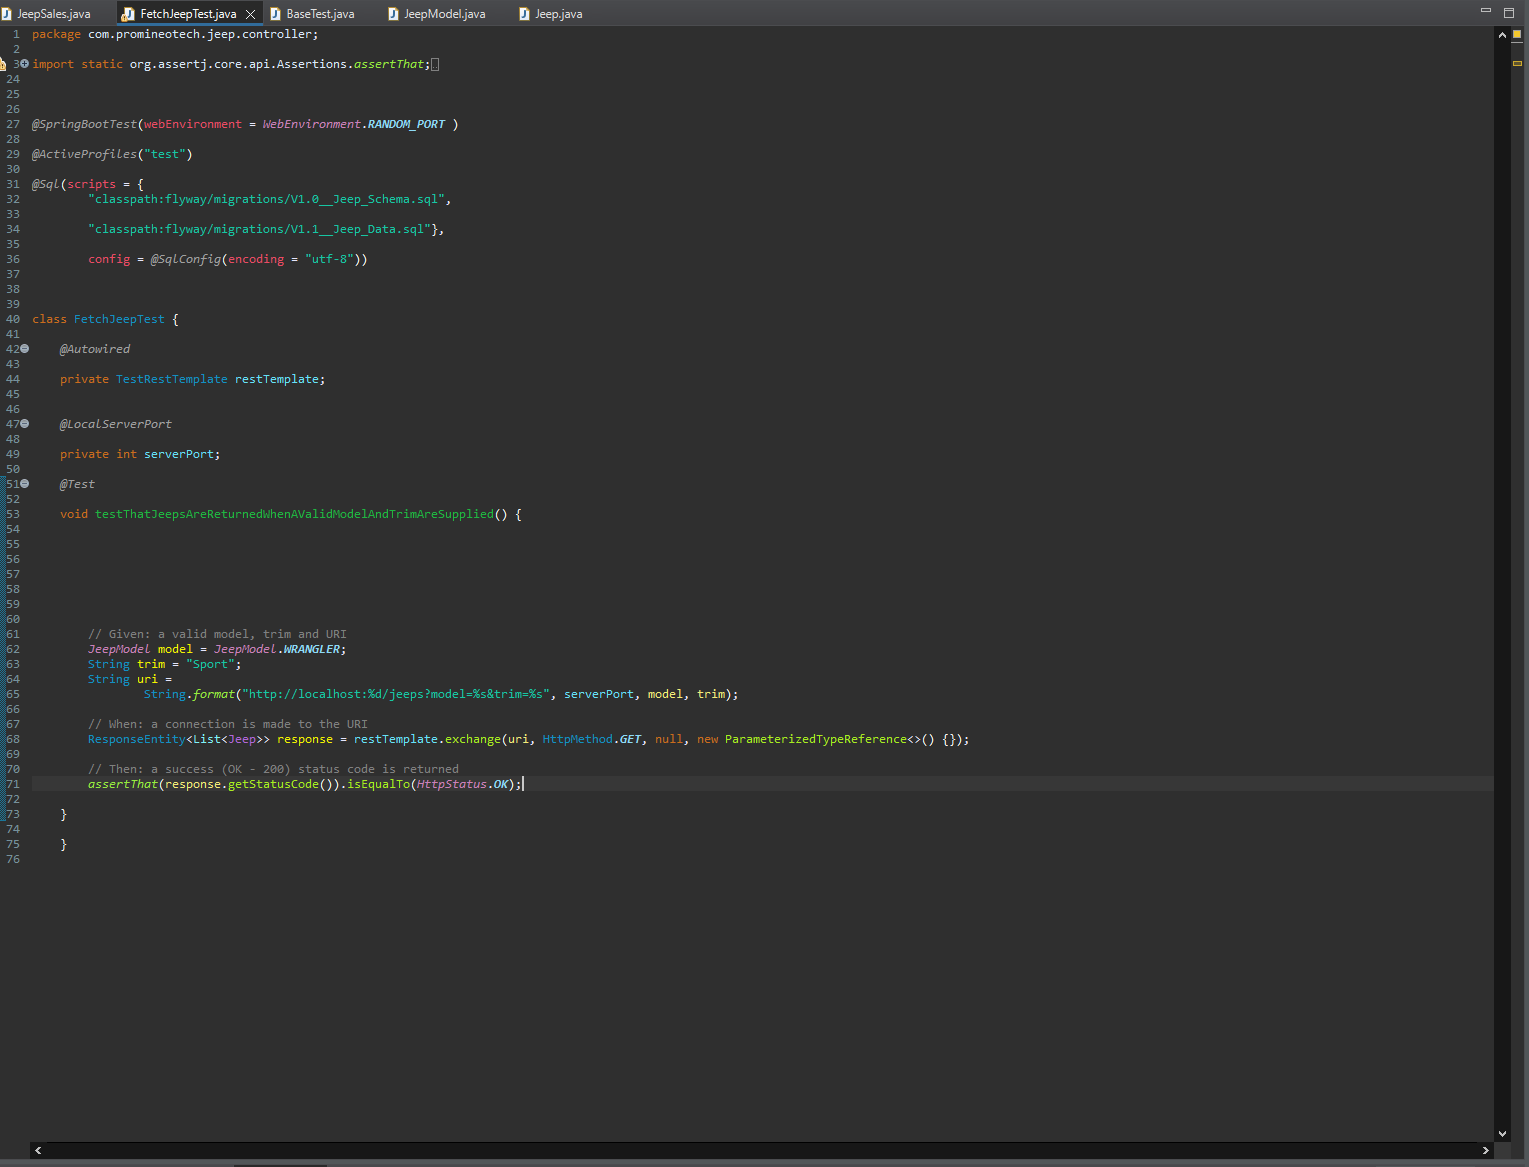 JeepSales.java FetchJeepTest.java BaseTest.java JeepModel.java Jeep.java
1 package com.promineotech.jeep.controller;
2
3 import static org.assertj.core.api.Assertions.assertThat;
24
25
26
27 @SpringBootTest(webEnvironment = WebEnvironment.RANDOM_PORT )
28
29 @ActiveProfiles("test")
30
31 @Sql(scripts = {
32 "classpath:flyway/migrations/V1.0__Jeep_Schema.sql",
33
34 "classpath:flyway/migrations/V1.1__Jeep_Data.sql"},
35
36 config = @SqlConfig(encoding = "utf-8"))
37
38
39
40 class FetchJeepTest {
41
42 @Autowired
43
44 private TestRestTemplate restTemplate;
45
46
47 @LocalServerPort
48
49 private int serverPort;
50
51 @Test
52
53 void testThatJeepsAreReturnedWhenAValidModelAndTrimAreSupplied() {
54
55
56
57
58
59
60
61 // Given: a valid model, trim and URI
62 JeepModel model = JeepModel.WRANGLER;
63 String trim = "Sport";
64 String uri =
65 String.format("http://localhost:%d/jeeps?model=%s&trim=%s", serverPort, model, trim);
66
67 // When: a connection is made to the URI
68 ResponseEntity<List<Jeep>> response = restTemplate.exchange(uri, HttpMethod.GET, null, new ParameterizedTypeReference<>() {});
69
70 // Then: a success (OK - 200) status code is returned
71 assertThat(response.getStatusCode()).isEqualTo(HttpStatus.OK);
72
73 }
74
75 }
76